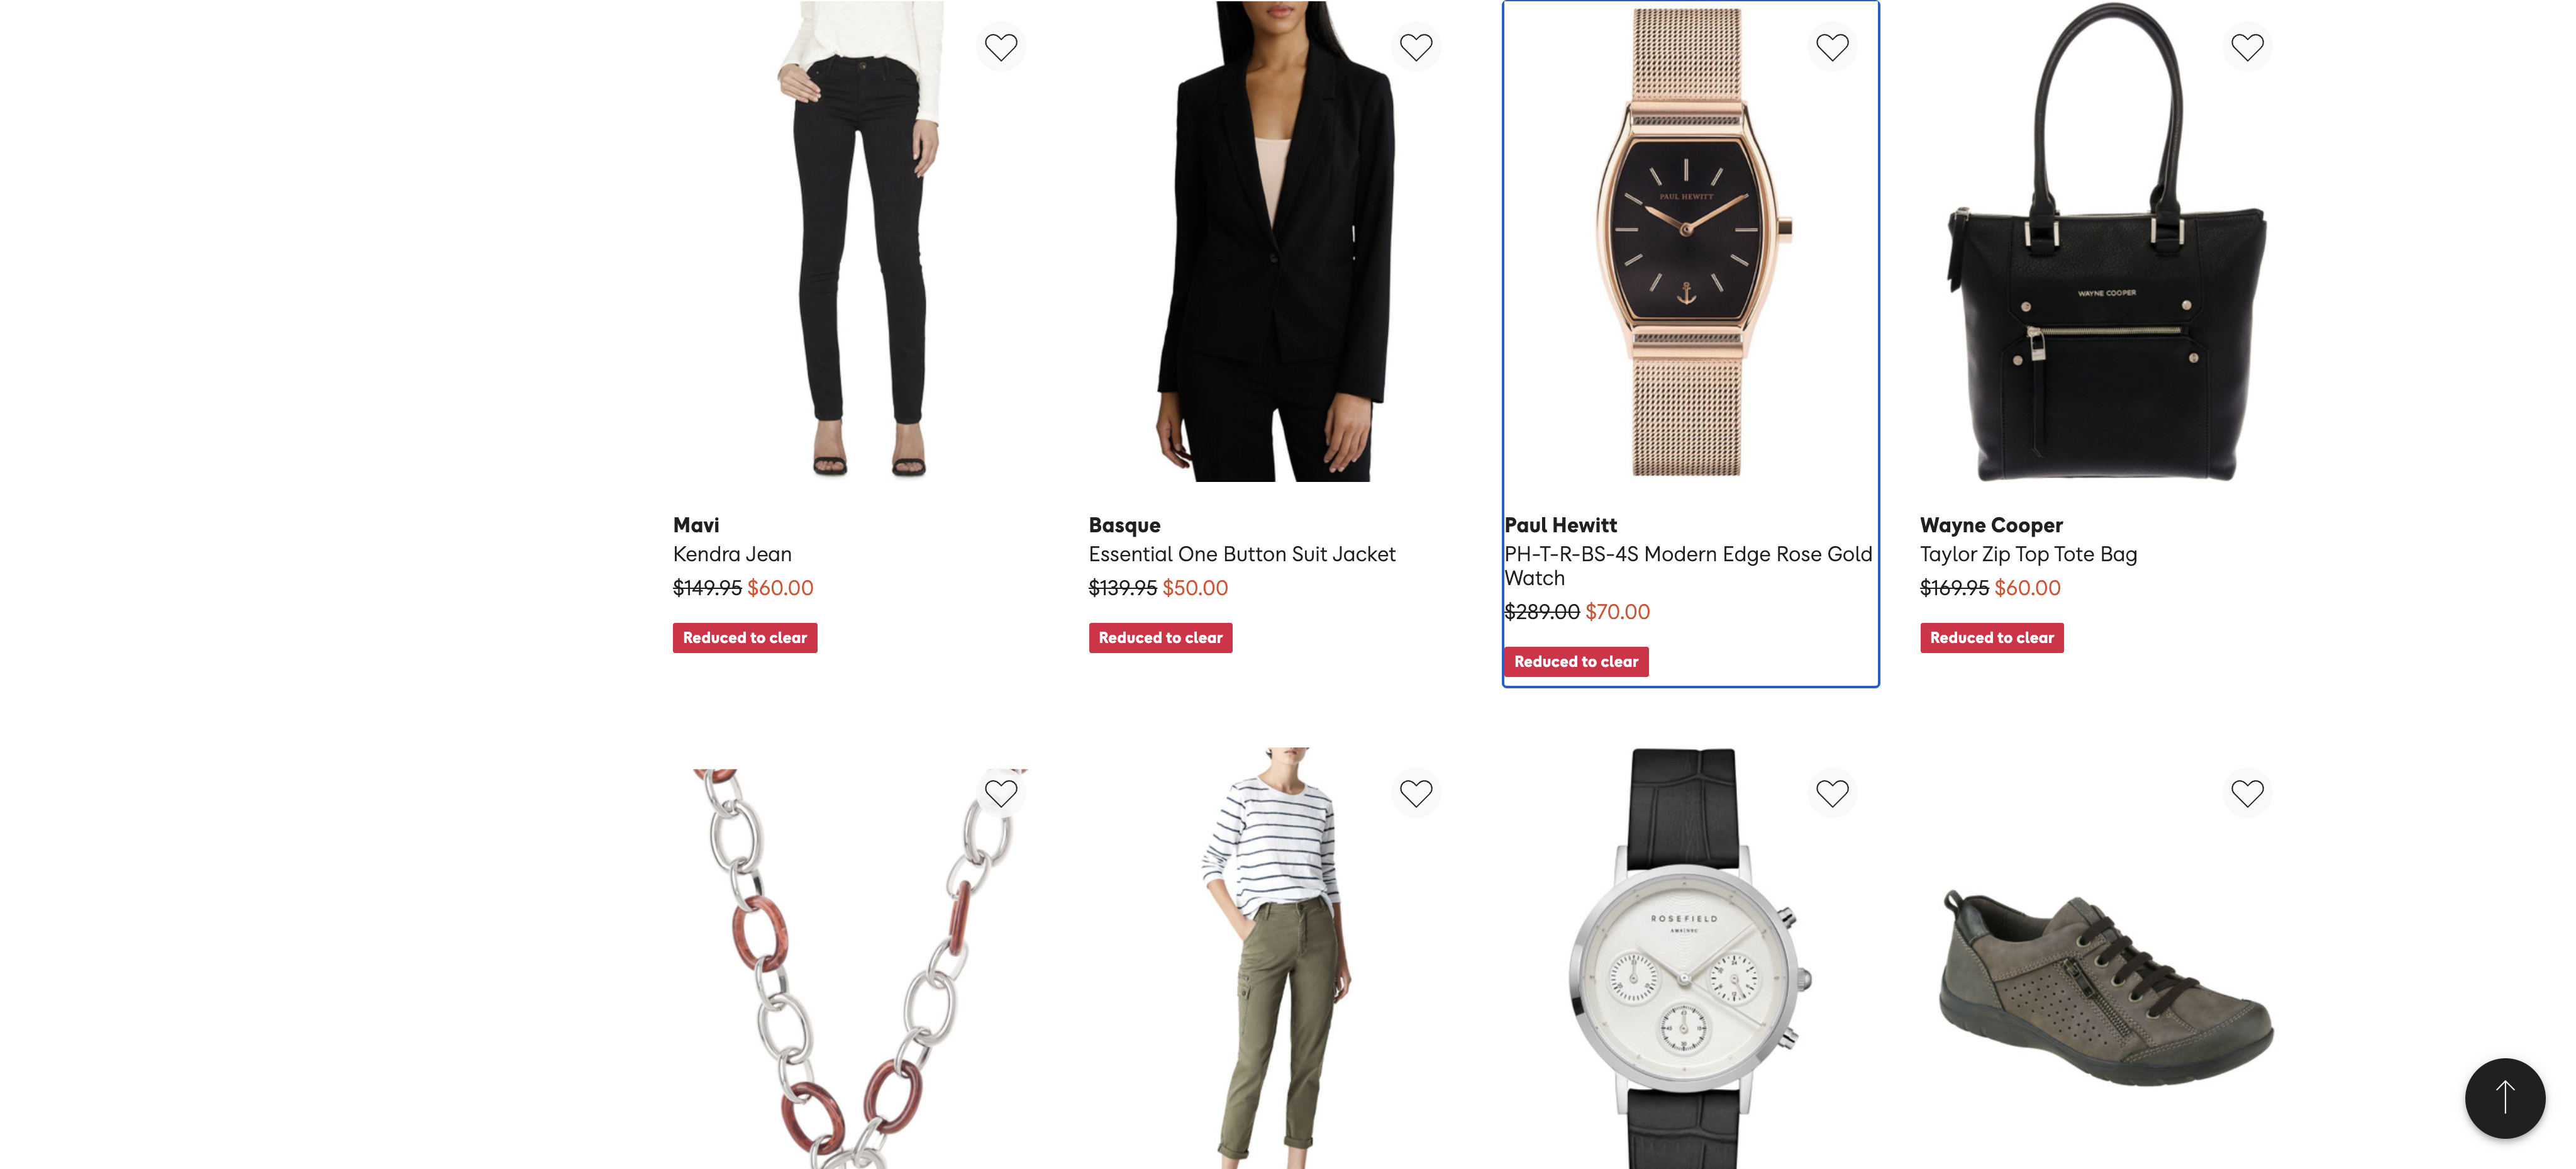 PAUL HEWITT
WAYNE COOPER
Mavi
Kendra Jean
$149.95 $60.00
Reduced to clear
Basque
Essential One Button Suit Jacket
$139.95 $50.00
Reduced to clear
Paul Hewitt
PH-T-R-BS-4S Modern Edge Rose Gold
Watch
$289.00 $70.00
Reduced to clear
Wayne Cooper
Taylor Zip Top Tote Bag
$169.95 $60.00
Reduced to clear
ROSEFIELD